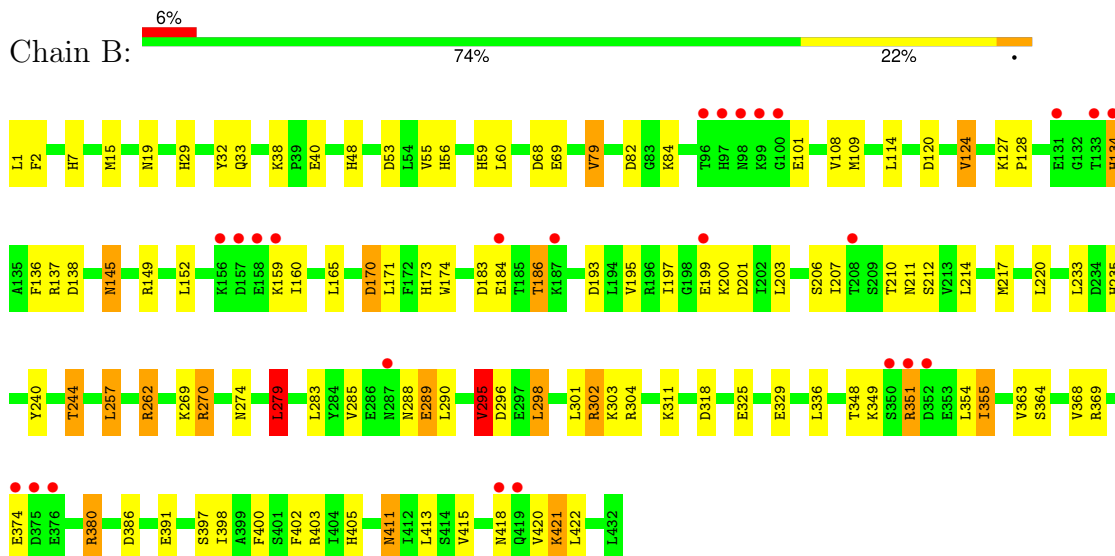 6%
Chain B:
74% 22% •
L1 F2 H7 M15 N19 H29 Y32 Q33 K38 P39 E40 H48 D53 L54 V55 H56 H59 L60 D68 E69 V79 D82 G83 K84 T96 H97 N98 K99 G100 E101 V108 M109 L114 D120 V124 K127 P128 E131 G132 T133 H134
A135 F136 R137 D138 N145 R149 L152 K156 D157 E158 K159 I160 L165 D170 L171 F172 H173 W174 D183 E184 T185 T186 K187 D193 L194 V195 R196 I197 G198 E199 K200 D201 I202 L203 S206 I207 T208 S209 T210 N211 S212 V213 L214 M217 L220 L233 D234 H235
Y240 T244 L257 R262 K269 R270 N274 L279 L283 Y284 V285 E286 N287 N288 E289 L290 V295 D296 E297 L298 L301 R302 K303 R304 K311 D318 E325 E329 L336 T348 K349 S350 V351 D352 E353 L354 I355 V363 S364 V368 R369
E374 D375 E376 R380 D386 E391 S397 I398 A399 F400 S401 F402 R403 I404 H405 N411 I412 L413 S414 V415 N418 Q419 V420 K421 L422 L432